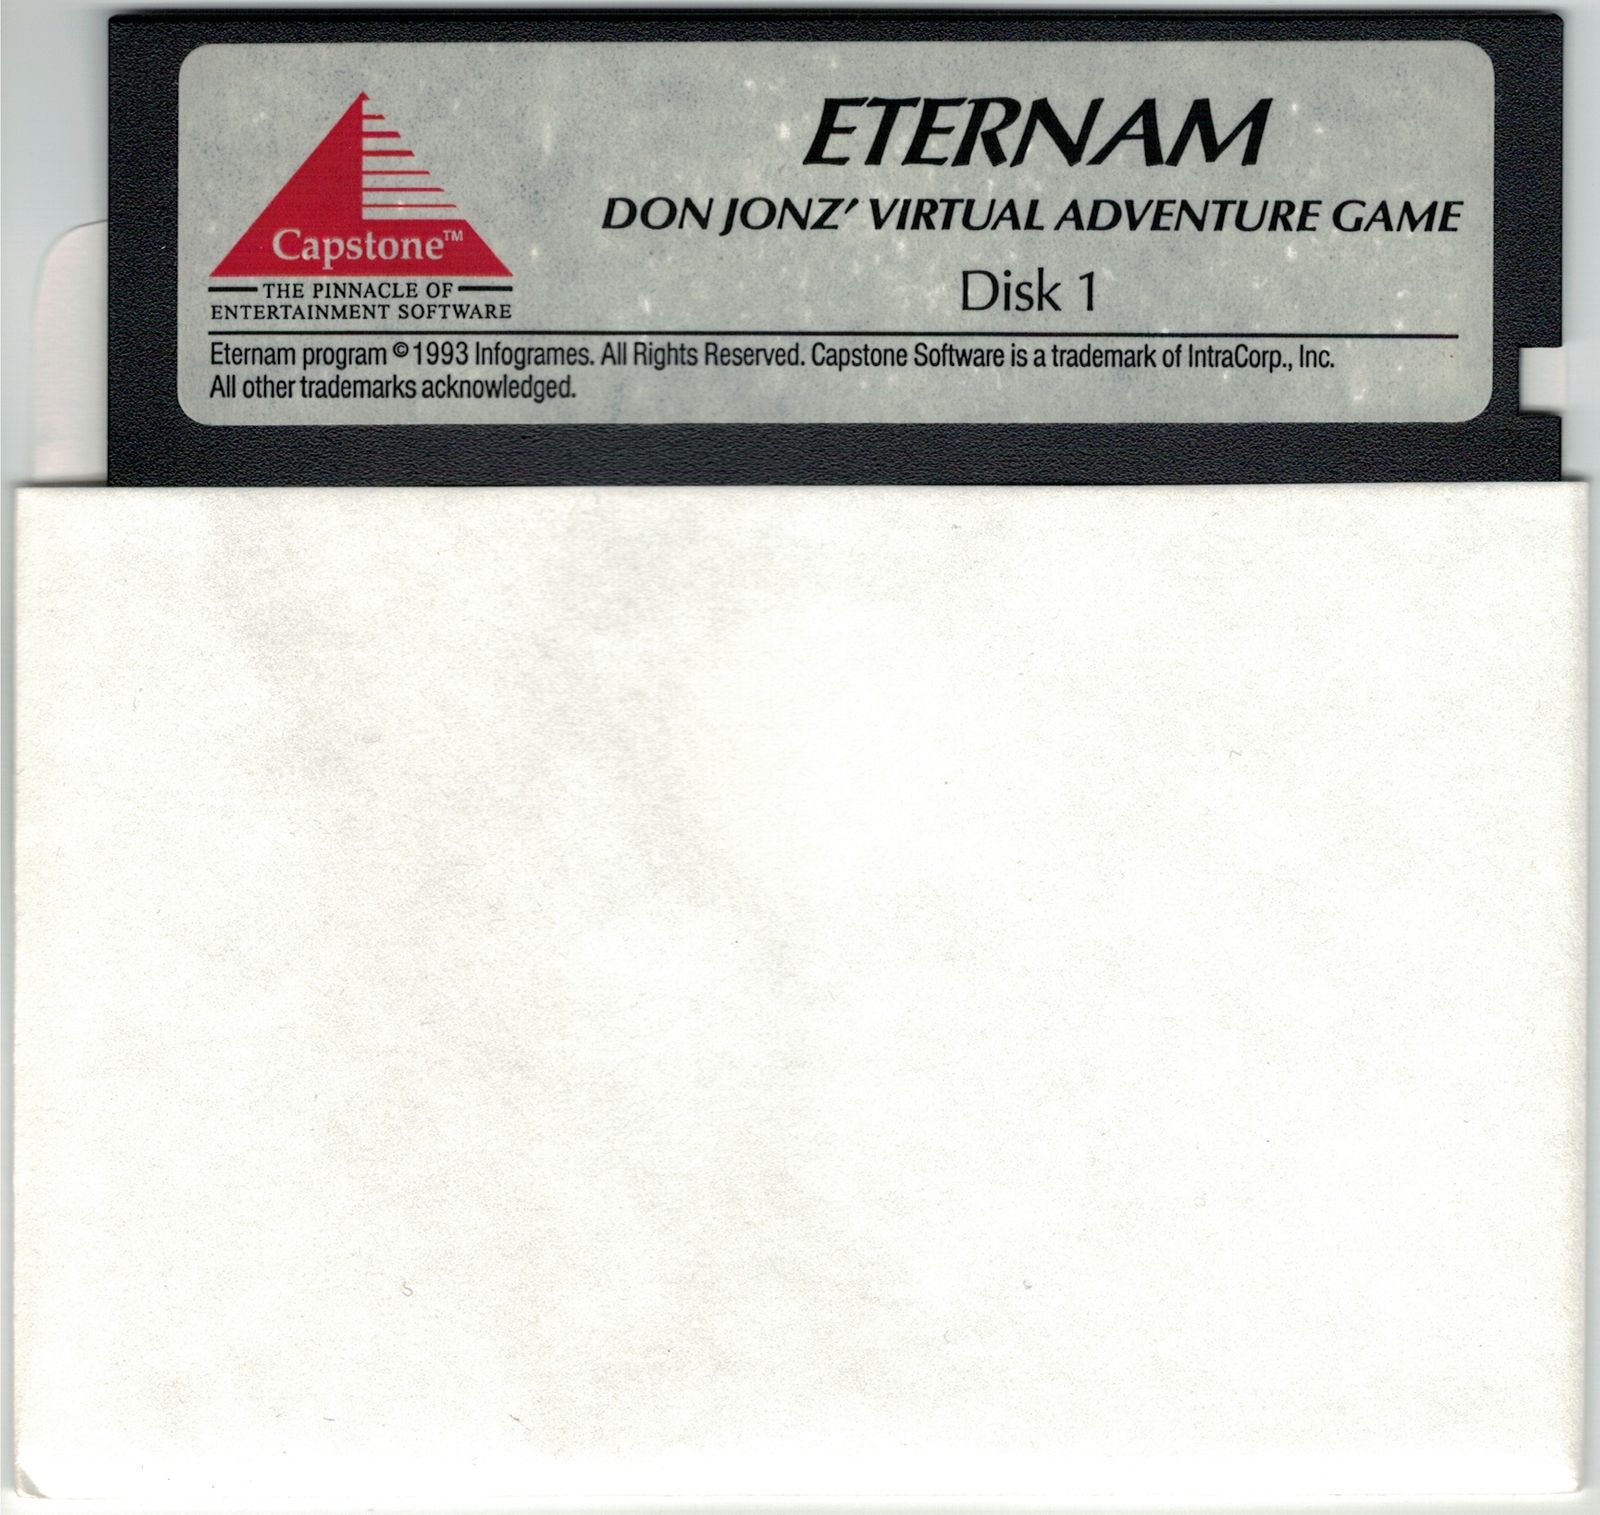 Capstone™
THE PINNACLE OF
ENTERTAINMENT SOFTWARE
ETERNAM
DON JONZ' VIRTUAL ADVENTURE GAME
Disk 1
Eternam program ©1993 Infogrames. All Rights Reserved. Capstone Software is a trademark of IntraCorp., Inc.
All other trademarks acknowledged.